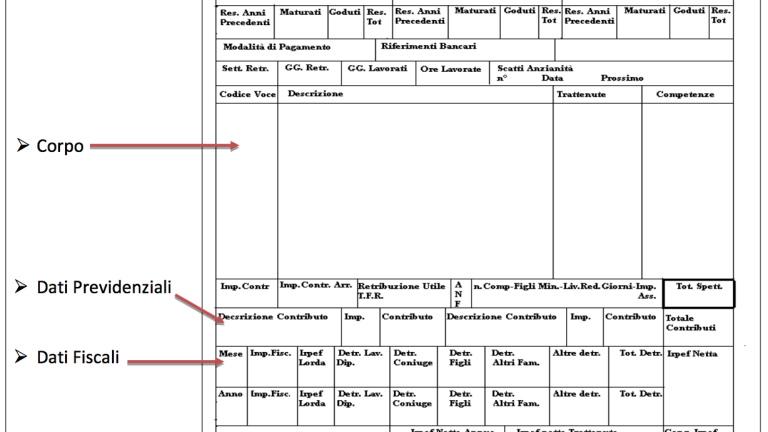 Res. Anni Maturati Goduti Res. Res. Anni Maturati Goduti Res. Res. Anni Maturati Goduti Res.
Precedenti Tot Precedenti Tot Precedenti Tot
Modalità di Pagamento Riferimenti Bancari
Sett. Retr. GG. Retr. GG. Lavorati Ore Lavorate Scatti Anzianità
n° Data Prossimo
Codice Voce Descrizione Trattenute Competenze
Corpo
Dati Previdenziali
Imp.Contr Imp.Contr. Arr. Retribuzione Utile A n.Comp-Figli Min.-Liv.Red.Giorni-Imp. Tot. Spett.
T.F.R. N Ass.
F
Decsrizione Contributo Imp. Contributo Descrizione Contributo Imp. Contributo Totale
Contributi
Dati Fiscali
Mese Imp.Fisc. Irpef Detr. Lav. Detr. Detr. Detr. Altre detr. Tot. Detr. Irpef Netta
Lorda Dip. Coniuge Figli Altri Fam.
Anno Imp.Fisc. Irpef Detr. Lav. Detr. Detr. Detr. Altre detr. Tot. Detr.
Lorda Dip. Coniuge Figli Altri Fam.